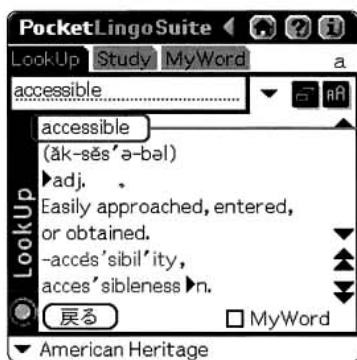 PocketLingoSuite
LookUp Study MyWord a
accessible
AA
accessible
(ăk-sĕs′ə-bəl)
▶adj. .
Easily approached, entered,
or obtained.
-acces′sibil′ity,
acces′sibleness ▶n.
LookUp
戻る MyWord
American Heritage